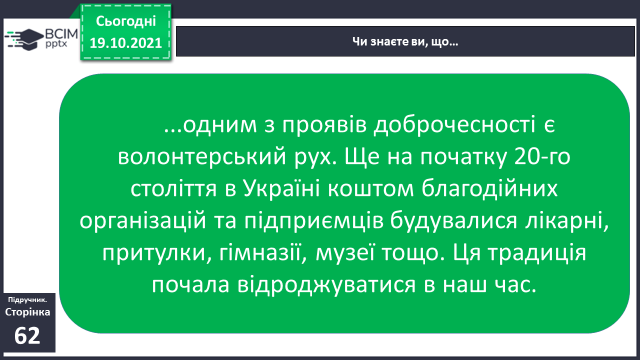 Сьогодні
19.10.2021
BCIM
pptx
Чи знаєте ви, що…
...одним з проявів доброчесності є
волонтерський рух. Ще на початку 20-го
століття в Україні коштом благодійних
організацій та підприємців будувалися лікарні,
притулки, гімназії, музеї тощо. Ця традиція
почала відроджуватися в наш час.
Підручник.
Сторінка
62